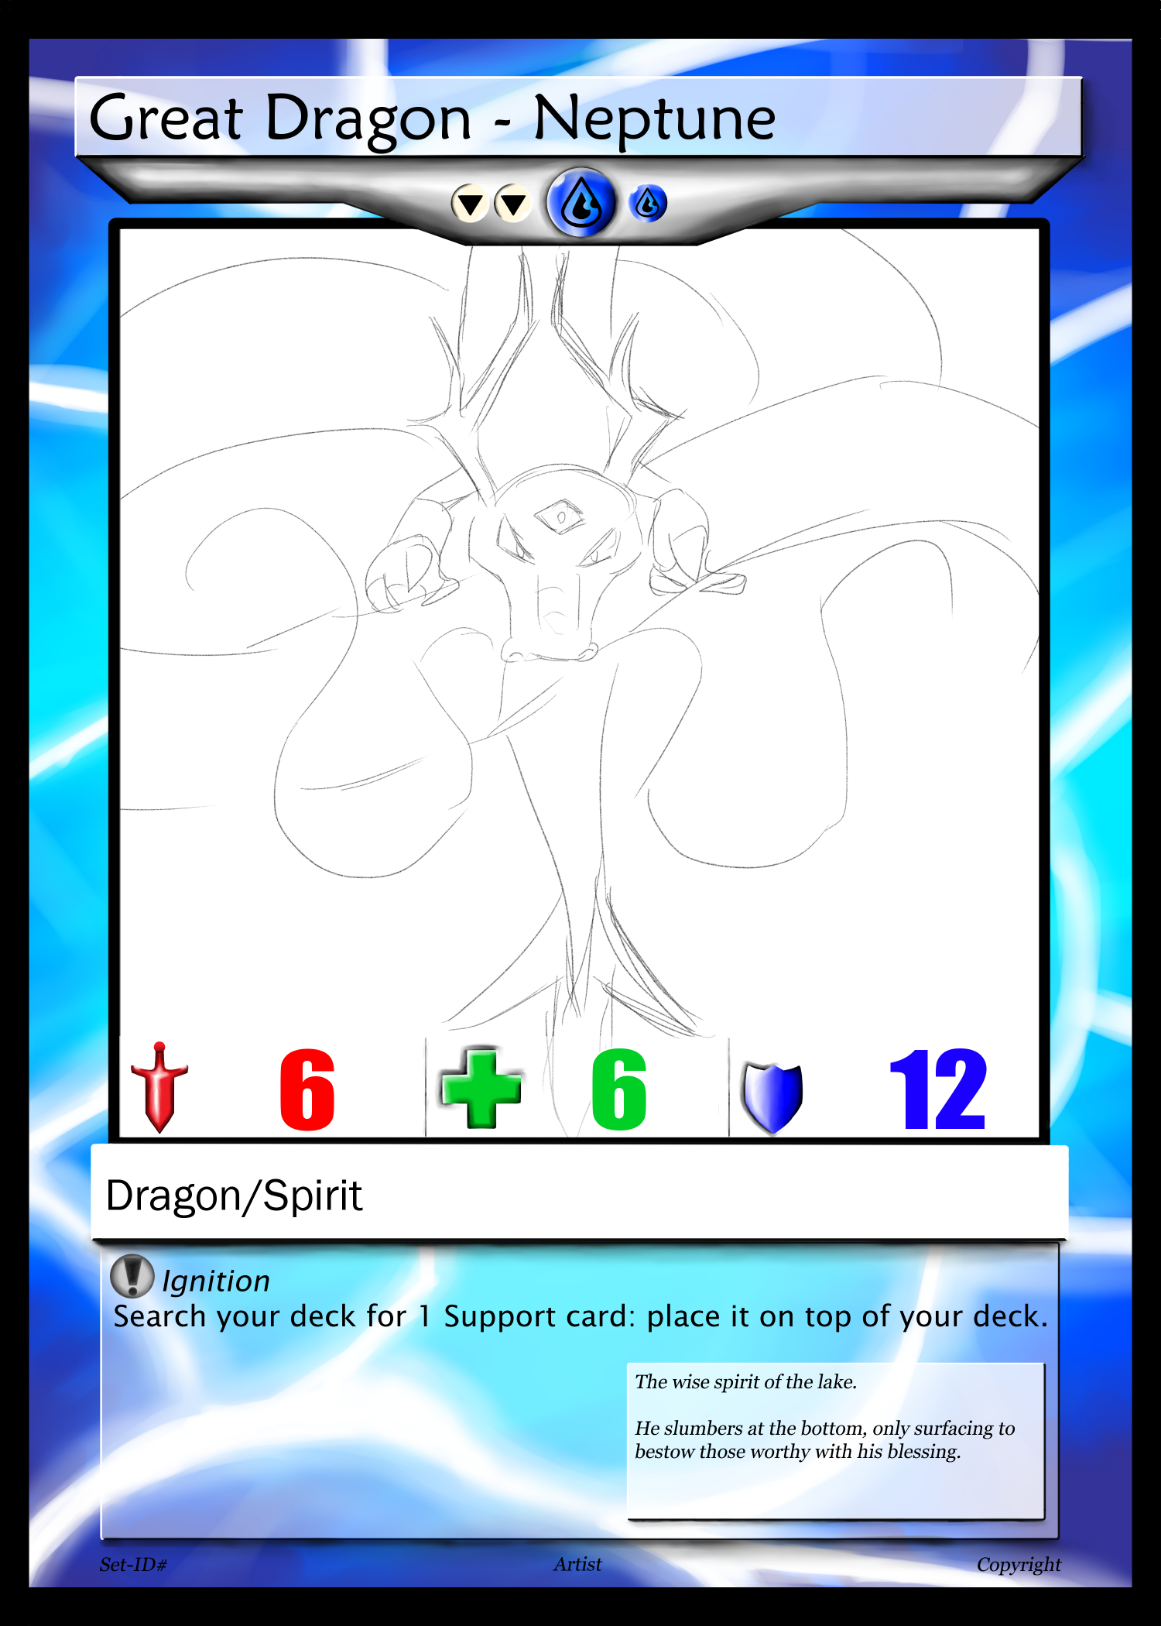 Great Dragon - Neptune
6
6
12
Dragon/Spirit
Ignition
Search your deck for 1 Support card: place it on top of your deck.
The wise spirit of the lake.
He slumbers at the bottom, only surfacing to
bestow those worthy with his blessing.
Set-ID#
Artist
Copyright